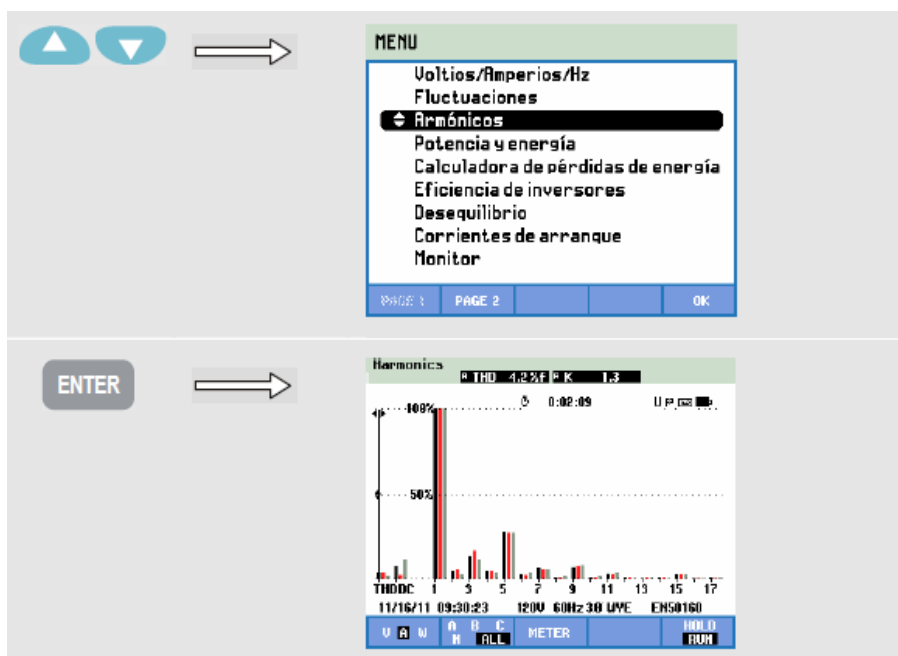 MENU
Voltios/Amperios/Hz
Fluctuaciones
Armónicos
Potencia y energía
Calculadora de pérdidas de energía
Eficiencia de inversores
Desequilibrio
Corrientes de arranque
Monitor
PAGE 1 PAGE 2 OK
ENTER
Harmonics
A THD 4.2%f A K 1.3
0:02:09
100%
50%
THDDC 1 3 5 7 9 11 13 15 17
11/16/11 09:30:23 120V 60Hz 3Ø WYE EN50160
V A W A B C N ALL METER HOLD RUN